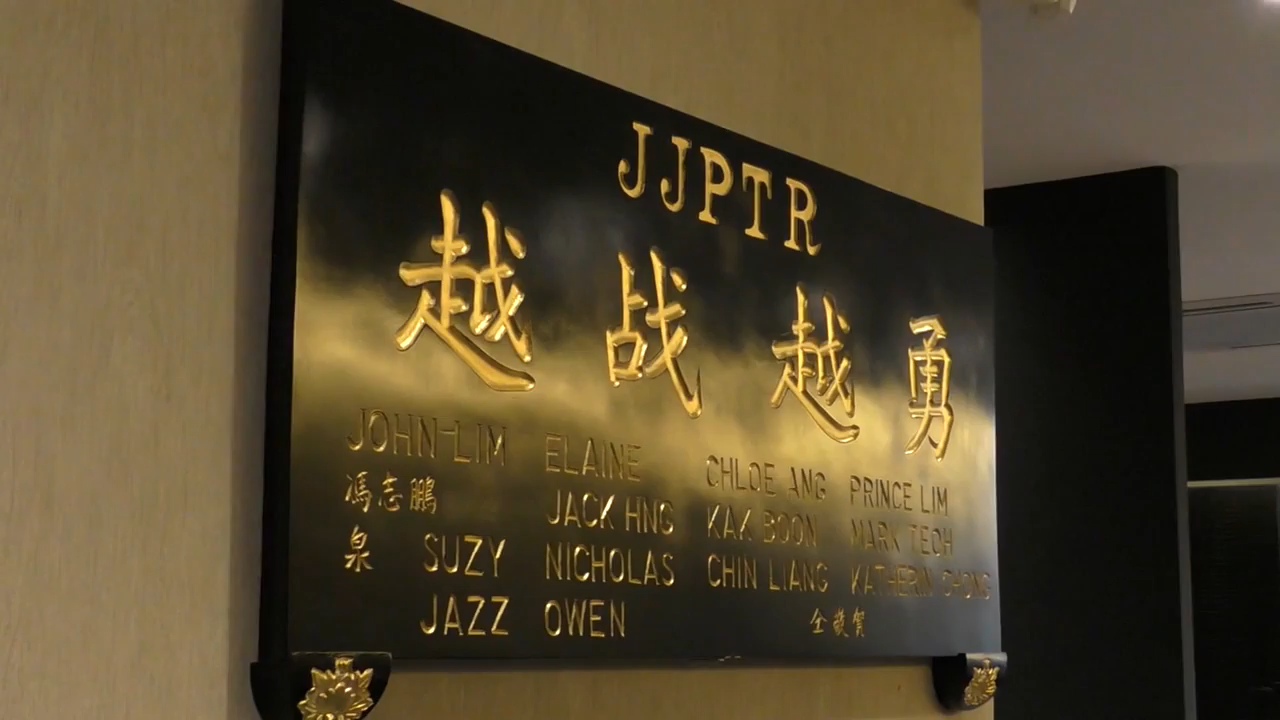 JJPTR
越战越勇
JOHN-LIM ELAINE CHLOE ANG PRINCE LIM
馮志鵬 JACK HNG KAK BOON MARK TECH
泉 SUZY NICHOLAS CHIN LIANG KATHERIN CHONG
JAZZ OWEN 仝敬賀